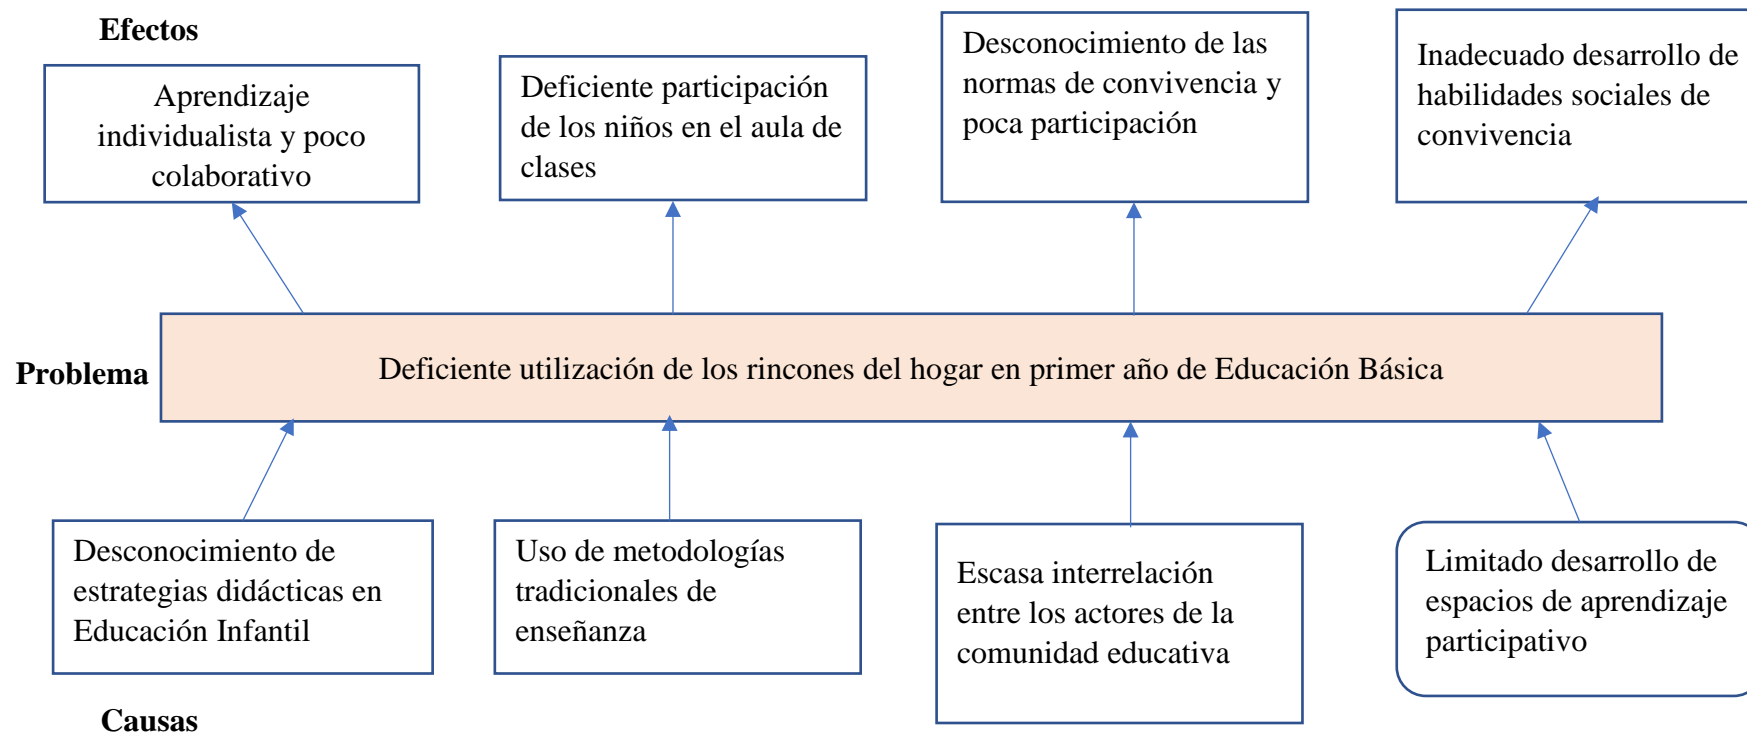 Efectos
Aprendizaje
individualista y poco
colaborativo
Deficiente participación
de los niños en el aula de
clases
Desconocimiento de las
normas de convivencia y
poca participación
Inadecuado desarrollo de
habilidades sociales de
convivencia
Problema
Deficiente utilización de los rincones del hogar en primer año de Educación Básica
Desconocimiento de
estrategias didácticas en
Educación Infantil
Uso de metodologías
tradicionales de
enseñanza
Escasa interrelación
entre los actores de la
comunidad educativa
Limitado desarrollo de
espacios de aprendizaje
participativo
Causas